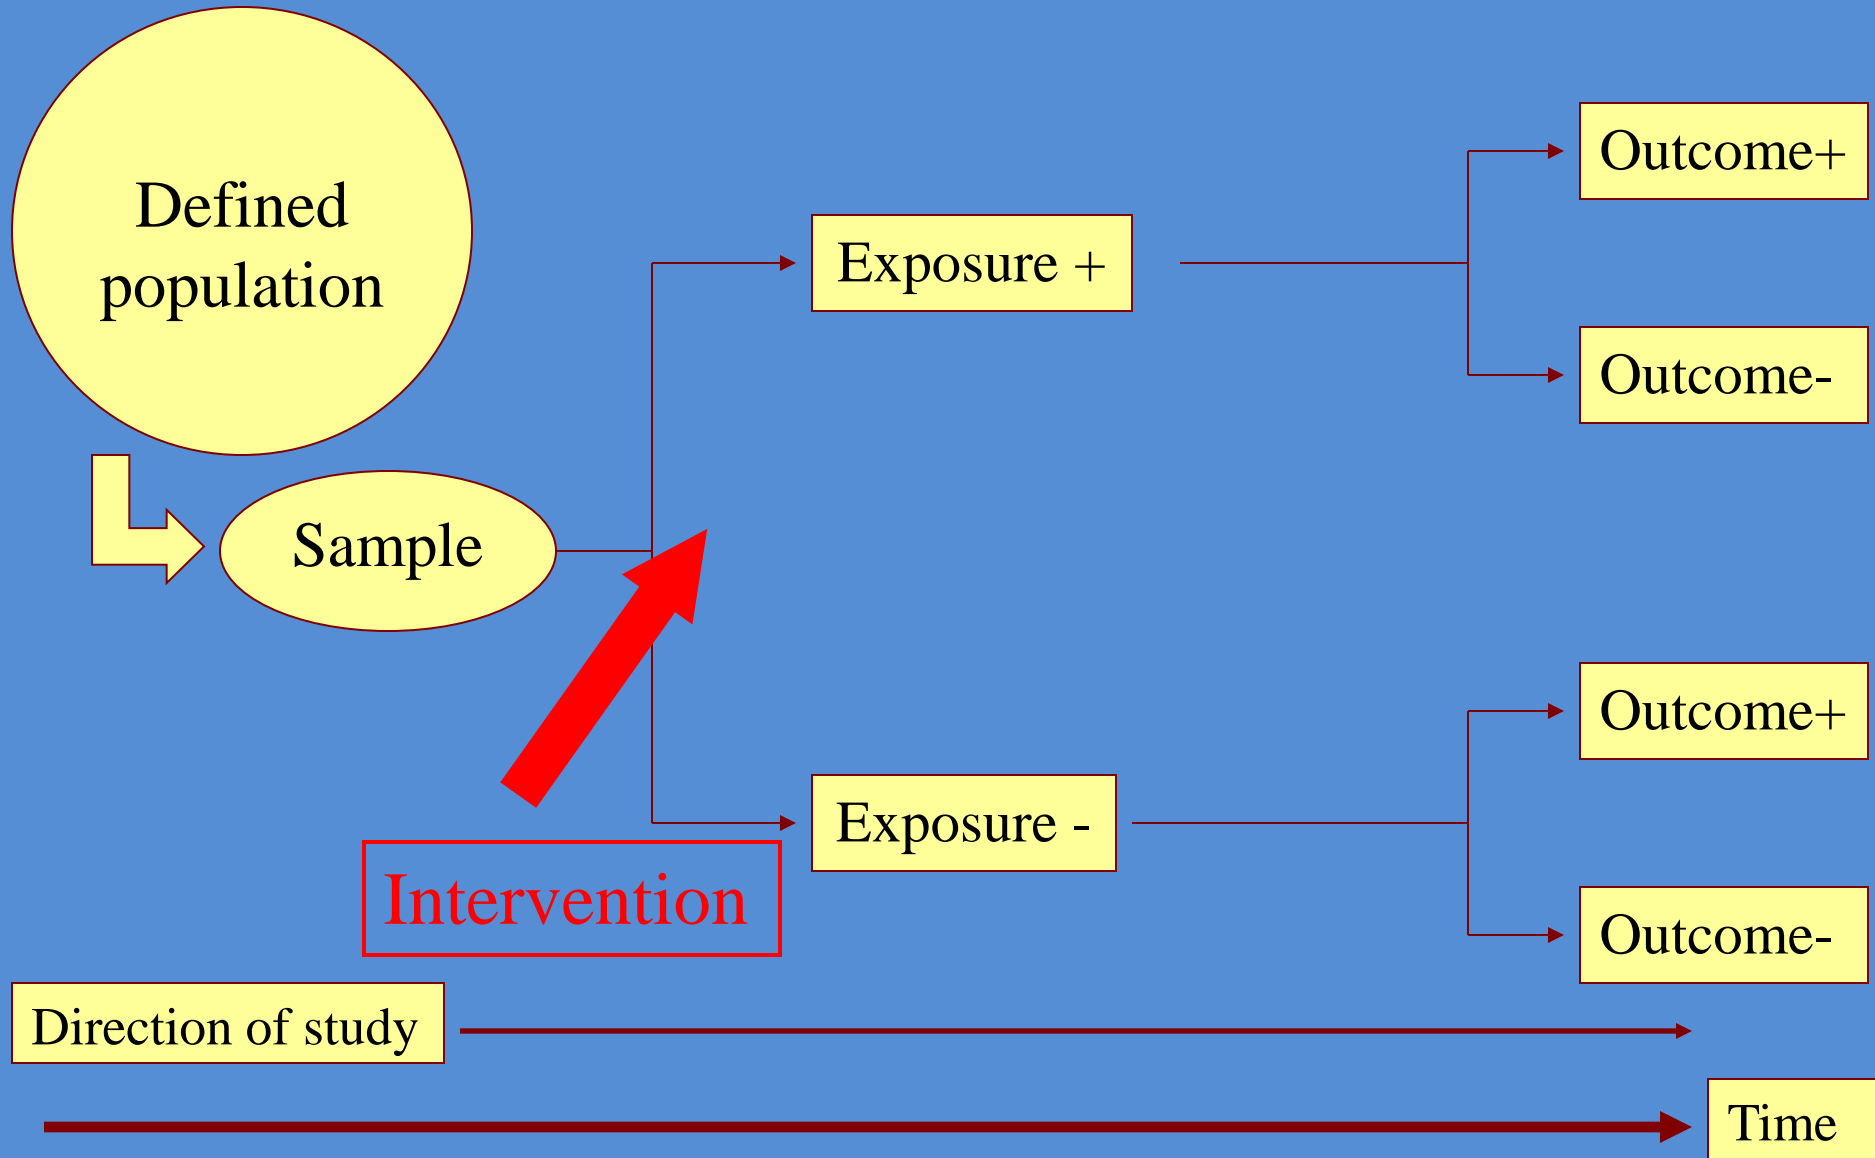 Defined
population
Sample
Exposure +
Outcome+
Outcome-
Intervention
Exposure -
Outcome+
Outcome-
Direction of study
Time